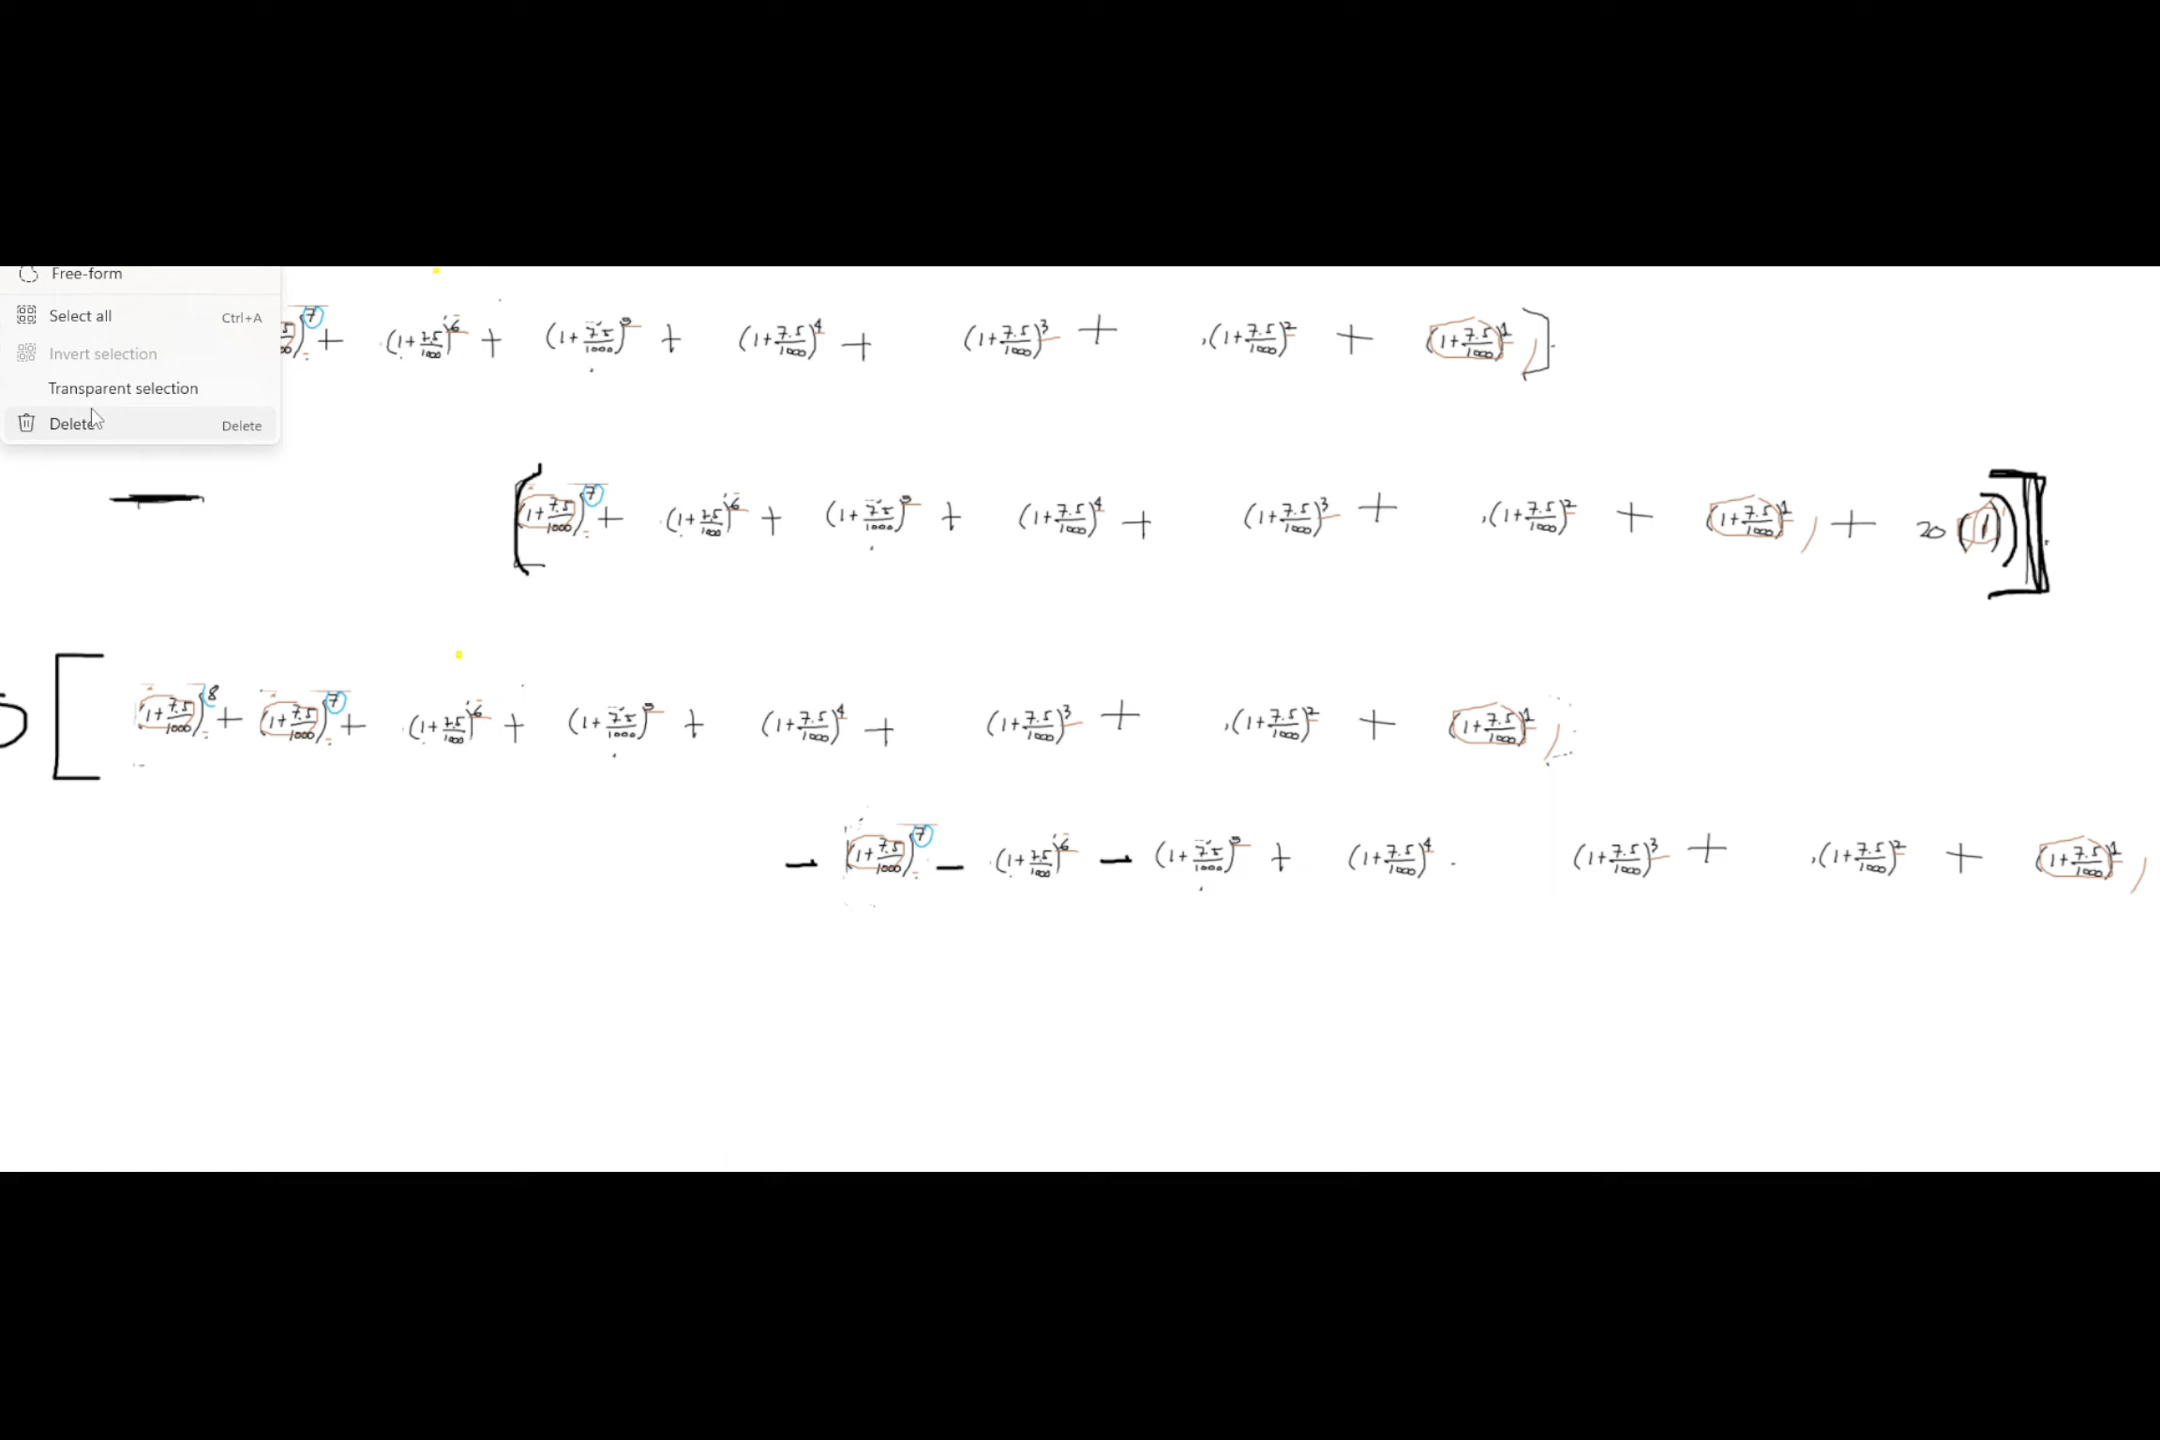 Free-form
Select all Ctrl+A
Invert selection
Transparent selection
Delete Delete
)^7 + (1+7.5/1000)^6 + (1+7.5/1000)^5 + (1+7.5/1000)^4 + (1+7.5/1000)^3 + (1+7.5/1000)^2 + (1+7.5/1000)^1 ]
—
[ (1+7.5/1000)^7 + (1+7.5/1000)^6 + (1+7.5/1000)^5 + (1+7.5/1000)^4 + (1+7.5/1000)^3 + (1+7.5/1000)^2 + (1+7.5/1000)^1 + 20 (1) ]]
[ (1+7.5/1000)^8 + (1+7.5/1000)^7 + (1+7.5/1000)^6 + (1+7.5/1000)^5 + (1+7.5/1000)^4 + (1+7.5/1000)^3 + (1+7.5/1000)^2 + (1+7.5/1000)^1
- (1+7.5/1000)^7 - (1+7.5/1000)^6 - (1+7.5/1000)^5 + (1+7.5/1000)^4 (1+7.5/1000)^3 + (1+7.5/1000)^2 + (1+7.5/1000)^1